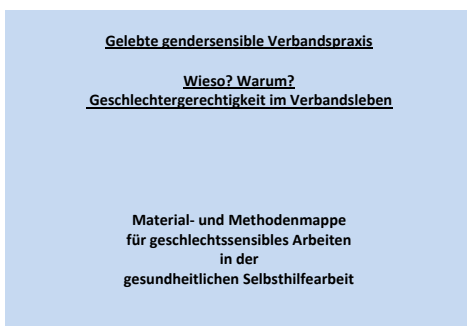 Gelebte gendersensible Verbandspraxis
Wieso? Warum?
Geschlechtergerechtigkeit im Verbandsleben
Material- und Methodenmappe
für geschlechtssensibles Arbeiten
in der
gesundheitlichen Selbsthilfearbeit